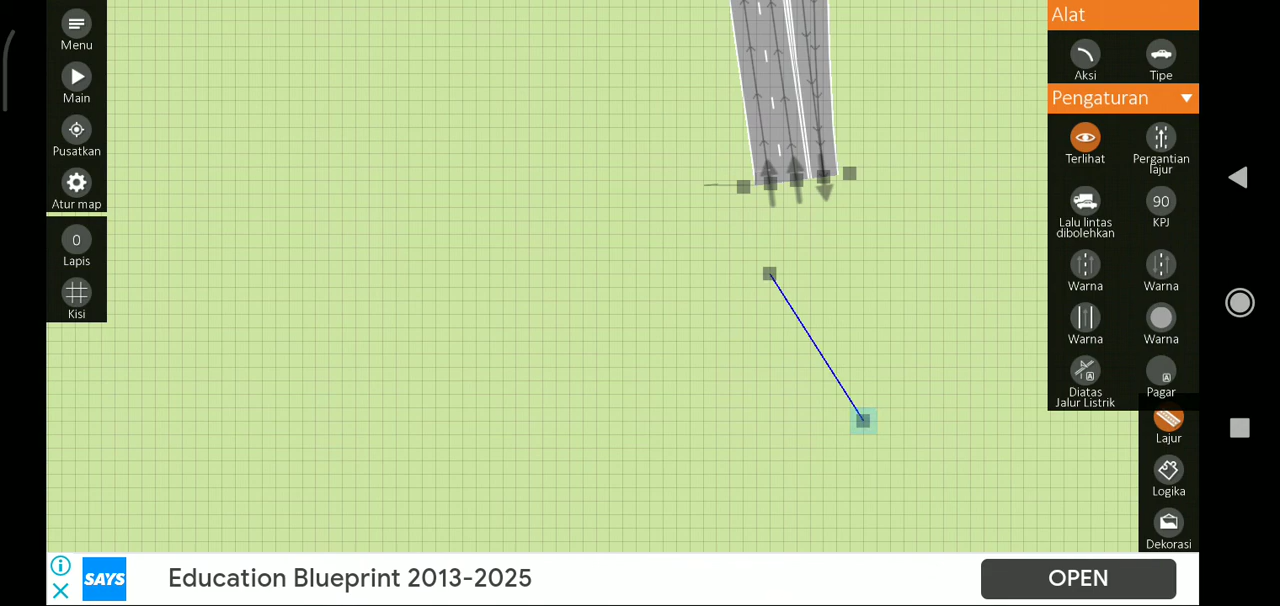 Menu
Main
Pusatkan
Atur map
0
Lapis
Kisi
Alat
Aksi
Tipe
Pengaturan
Terlihat
Pergantian
lajur
90
Lalu lintas
dibolehkan
KPJ
Warna
Warna
Warna
Warna
A
A
Diatas
Jalur Listrik
Pagar
Lajur
Logika
Dekorasi
SAYS
Education Blueprint 2013-2025
OPEN